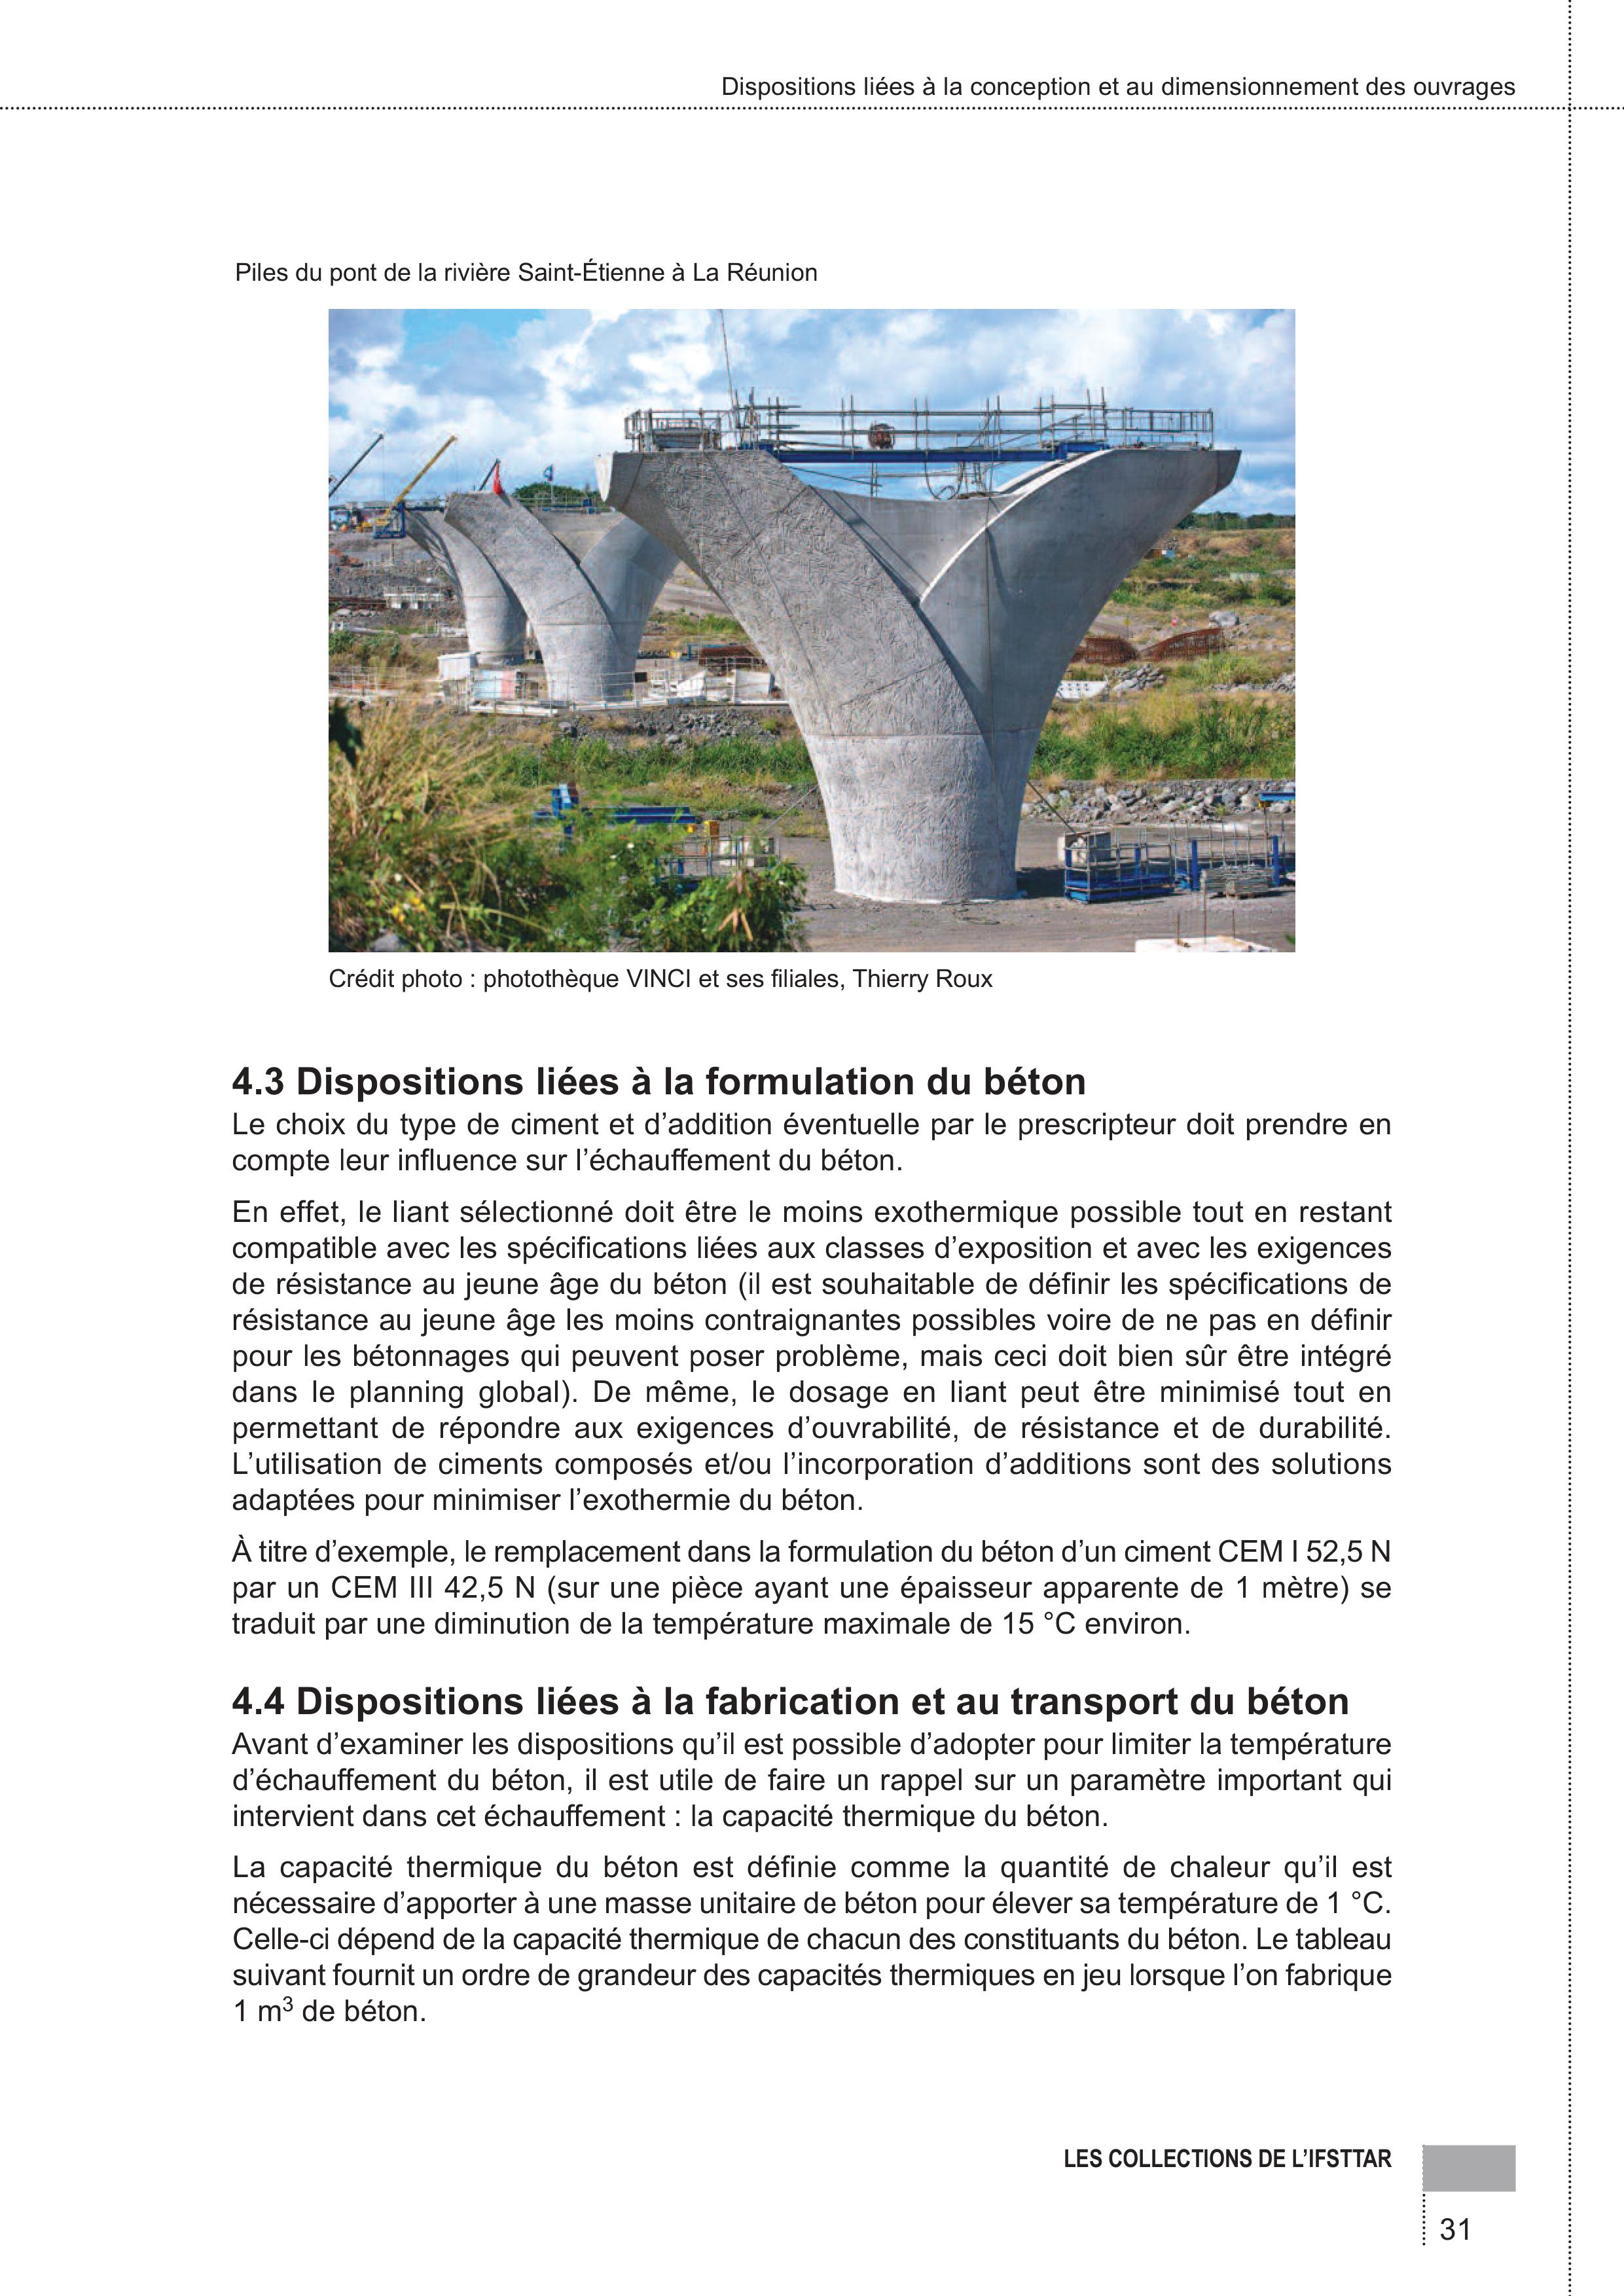 Dispositions liées à la conception et au dimensionnement des ouvrages
Piles du pont de la rivière Saint-Étienne à La Réunion
Crédit photo : photothèque VINCI et ses filiales, Thierry Roux
4.3 Dispositions liées à la formulation du béton
Le choix du type de ciment et d’addition éventuelle par le prescripteur doit prendre en
compte leur influence sur l’échauffement du béton.
En effet, le liant sélectionné doit être le moins exothermique possible tout en restant
compatible avec les spécifications liées aux classes d’exposition et avec les exigences
de résistance au jeune âge du béton (il est souhaitable de définir les spécifications de
résistance au jeune âge les moins contraignantes possibles voire de ne pas en définir
pour les bétonnages qui peuvent poser problème, mais ceci doit bien sûr être intégré
dans le planning global). De même, le dosage en liant peut être minimisé tout en
permettant de répondre aux exigences d’ouvrabilité, de résistance et de durabilité.
L’utilisation de ciments composés et/ou l’incorporation d’additions sont des solutions
adaptées pour minimiser l’exothermie du béton.
À titre d’exemple, le remplacement dans la formulation du béton d’un ciment CEM I 52,5 N
par un CEM III 42,5 N (sur une pièce ayant une épaisseur apparente de 1 mètre) se
traduit par une diminution de la température maximale de 15 °C environ.
4.4 Dispositions liées à la fabrication et au transport du béton
Avant d’examiner les dispositions qu’il est possible d’adopter pour limiter la température
d’échauffement du béton, il est utile de faire un rappel sur un paramètre important qui
intervient dans cet échauffement : la capacité thermique du béton.
La capacité thermique du béton est définie comme la quantité de chaleur qu’il est
nécessaire d’apporter à une masse unitaire de béton pour élever sa température de 1 °C.
Celle-ci dépend de la capacité thermique de chacun des constituants du béton. Le tableau
suivant fournit un ordre de grandeur des capacités thermiques en jeu lorsque l’on fabrique
1 m³ de béton.
LES COLLECTIONS DE L’IFSTTAR
31